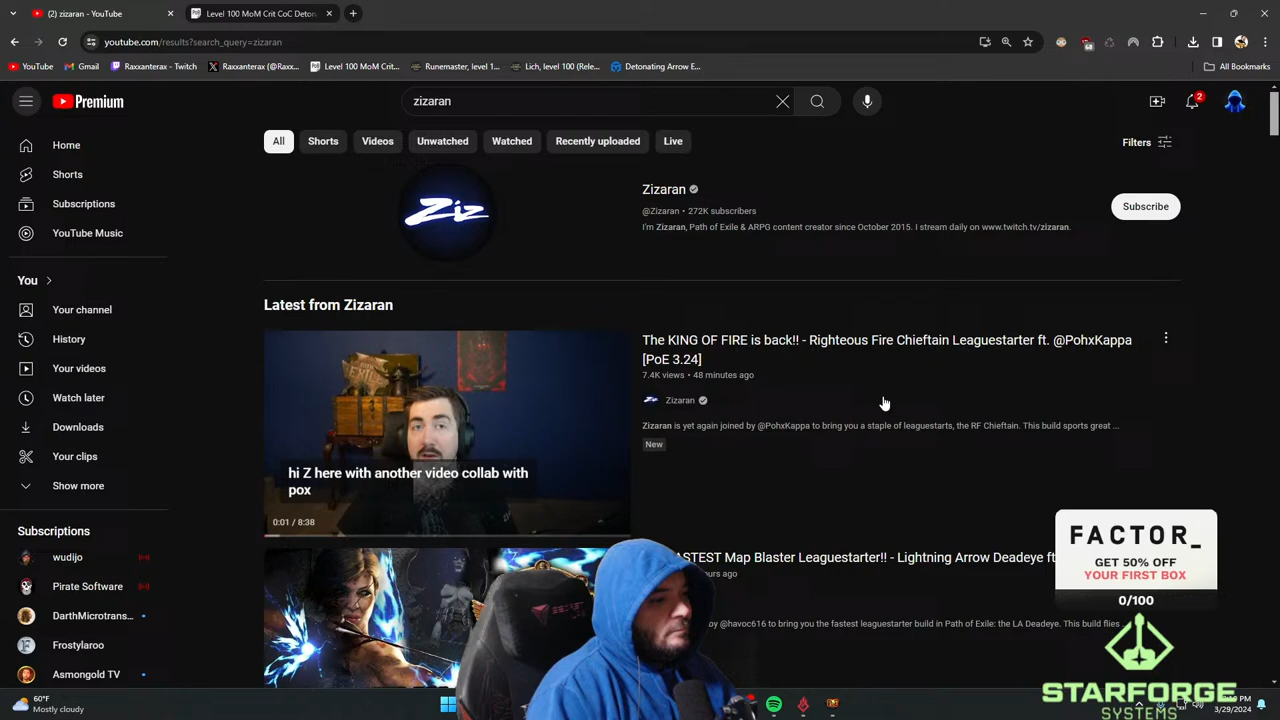 (2) zizaran - YouTube
Level 100 MoM Crit CoC Deton
youtube.com/results?search_query=zizaran
YouTube
Gmail
Raxxanterax - Twitch
Raxxanterax (@Raxx...
Level 100 MoM Crit...
Runemaster, level 1...
Lich, level 100 (Rele...
Detonating Arrow E...
All Bookmarks
Premium
zizaran
2
Home
Shorts
Subscriptions
YouTube Music
You
Your channel
History
Your videos
Watch later
Downloads
Your clips
Show more
Subscriptions
wudijo
Pirate Software
DarthMicrotrans...
Frostylaroo
Asmongold TV
All
Shorts
Videos
Unwatched
Watched
Recently uploaded
Live
Filters
Ziz
Zizaran
@Zizaran • 272K subscribers
I'm Zizaran, Path of Exile & ARPG content creator since October 2015. I stream daily on www.twitch.tv/zizaran.
Subscribe
Latest from Zizaran
hi Z here with another video collab with
pox
0:01 / 8:38
The KING OF FIRE is back!! - Righteous Fire Chieftain Leaguestarter ft. @PohxKappa
[PoE 3.24]
7.4K views • 48 minutes ago
Zizaran
Zizaran is yet again joined by @PohxKappa to bring you a staple of leaguestarts, the RF Chieftain. This build sports great ...
New
ASTEST Map Blaster Leaguestarter!! - Lightning Arrow Deadeye ft
ours ago
by @havoc616 to bring you the fastest leaguestarter build in Path of Exile: the LA Deadeye. This build flies
FACTOR_
GET 50% OFF
YOUR FIRST BOX
0/100
STARFORGE
SYSTEMS
60°F
Mostly cloudy
PM
3/29/2024